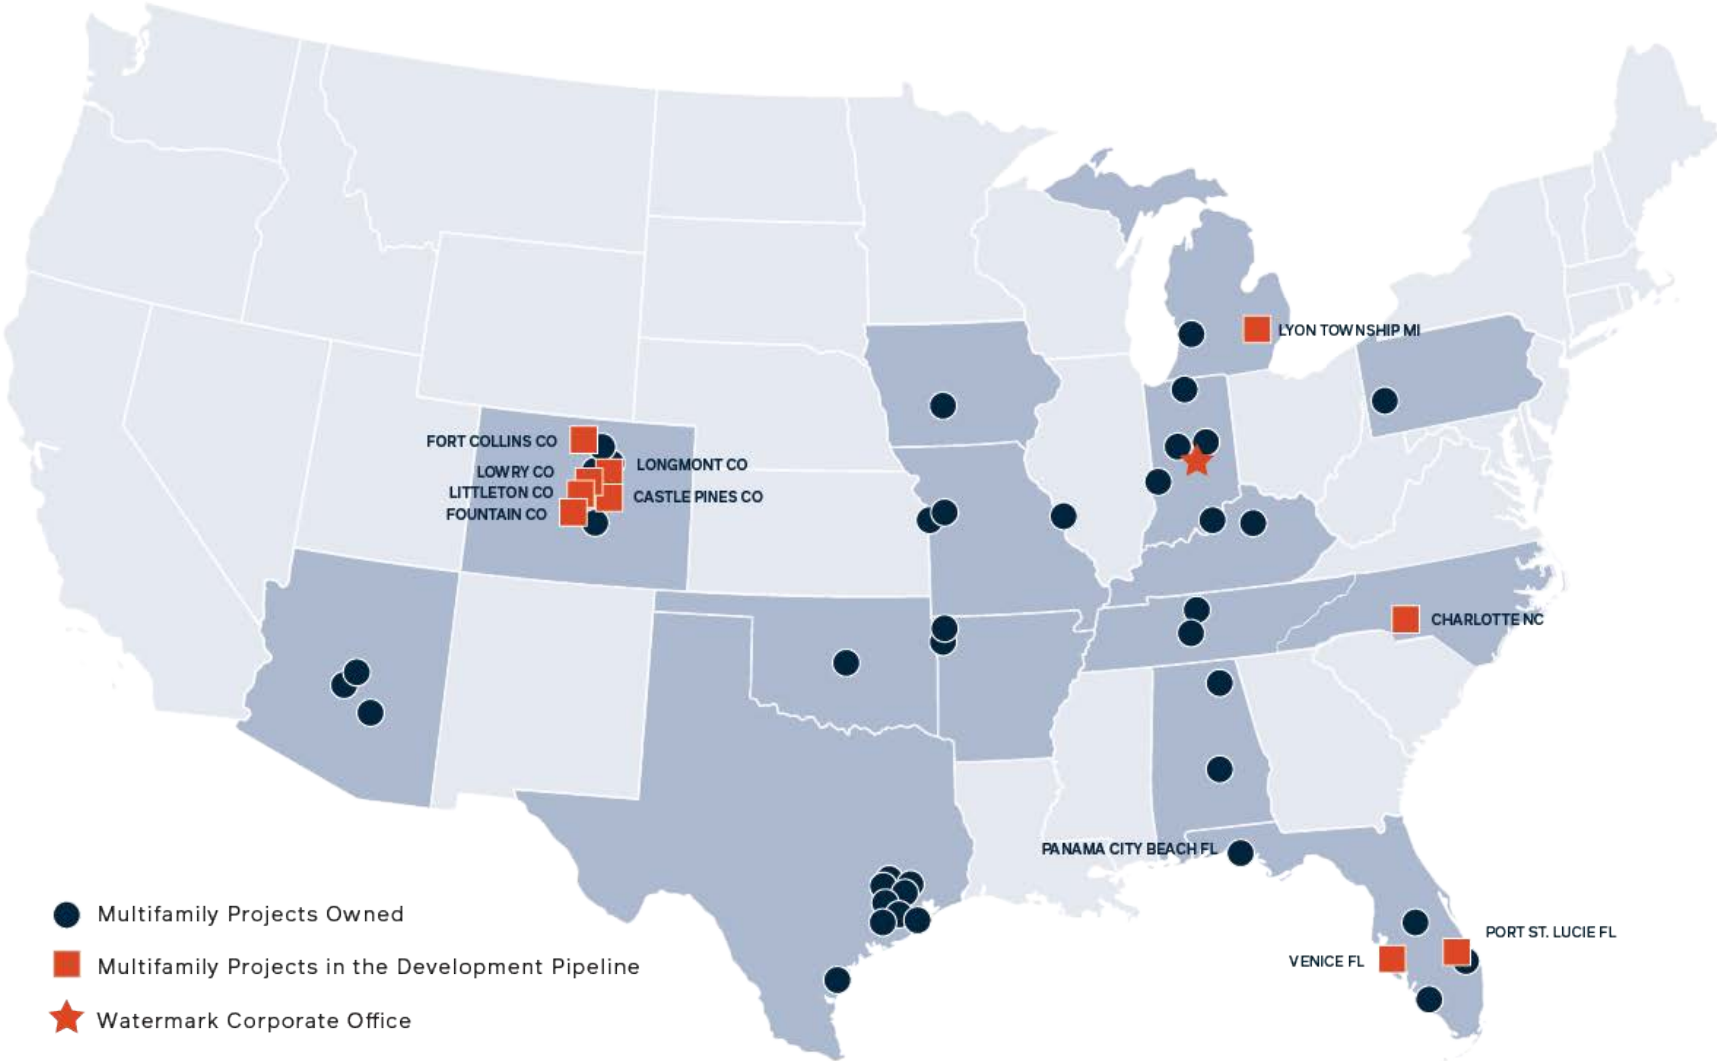 LYON TOWNSHIP MI
FORT COLLINS CO
LONGMONT CO
LOWRY CO
LITTLETON CO
CASTLE PINES CO
FOUNTAIN CO
CHARLOTTE NC
PANAMA CITY BEACH FL
Multifamily Projects Owned
PORT ST. LUCIE FL
VENICE FL
Multifamily Projects in the Development Pipeline
Watermark Corporate Office